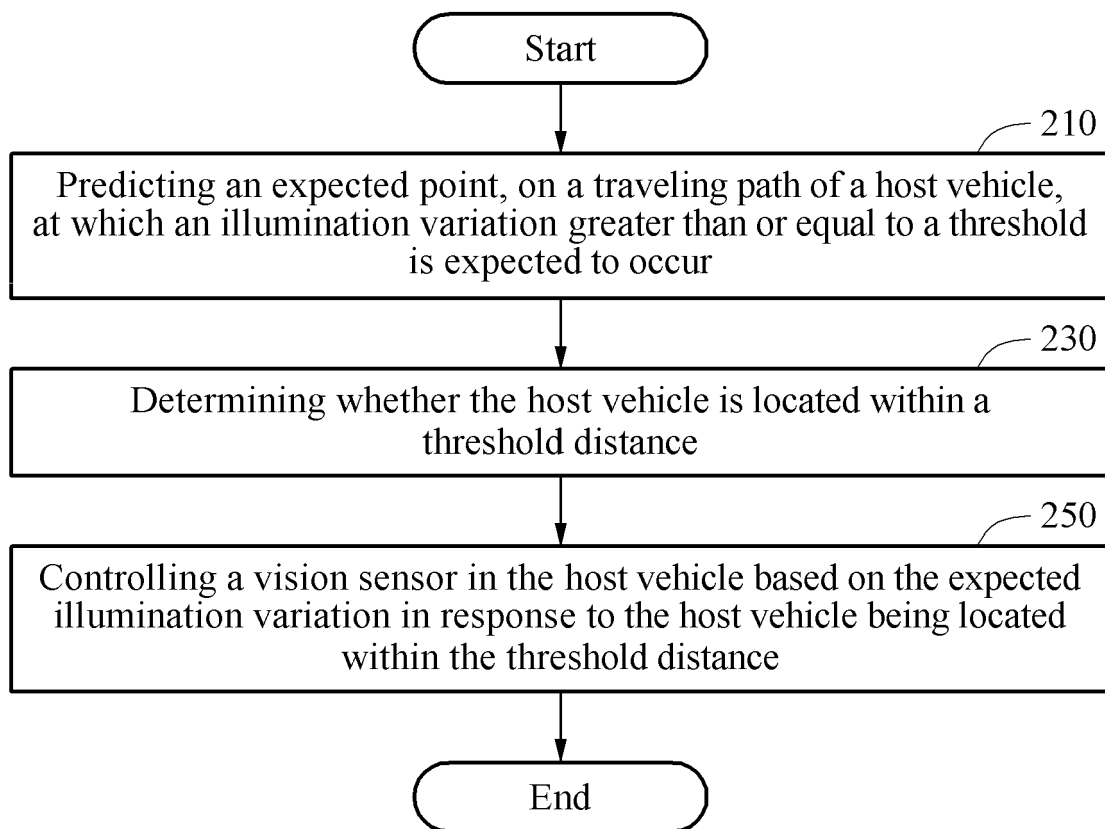 Start
210
Predicting an expected point, on a traveling path of a host vehicle,
at which an illumination variation greater than or equal to a threshold
is expected to occur
230
Determining whether the host vehicle is located within a
threshold distance
250
Controlling a vision sensor in the host vehicle based on the expected
illumination variation in response to the host vehicle being located
within the threshold distance
End